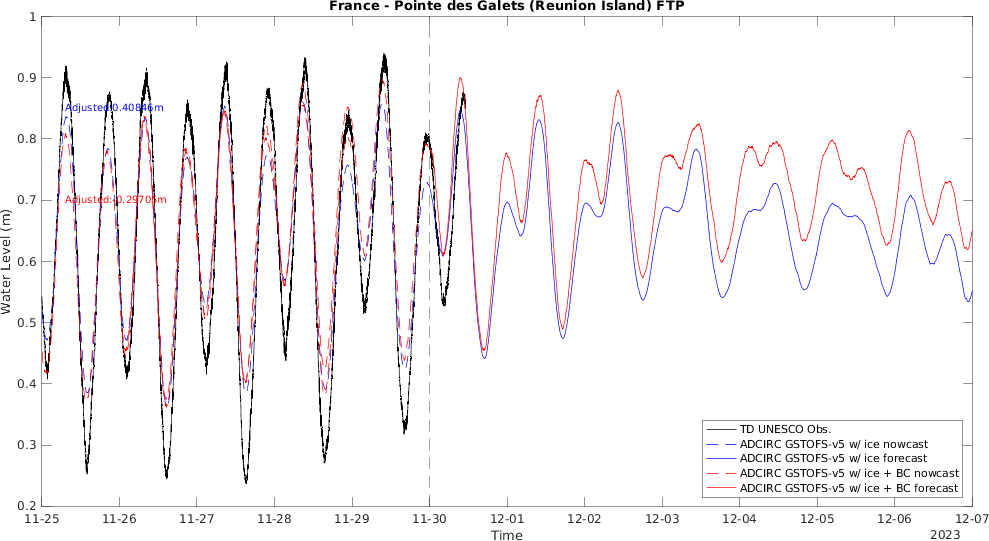 France - Pointe des Galets (Reunion Island) FTP
1
0.9
0.8
0.7
0.6
0.5
0.4
0.3
0.2
Water Level (m)
Adjusted:0.40846m
Adjusted:-0.29705m
TD UNESCO Obs.
ADCIRC GSTOFS-v5 w/ ice nowcast
ADCIRC GSTOFS-v5 w/ ice forecast
ADCIRC GSTOFS-v5 w/ ice + BC nowcast
ADCIRC GSTOFS-v5 w/ ice + BC forecast
11-25 11-26 11-27 11-28 11-29 11-30 12-01 12-02 12-03 12-04 12-05 12-06 12-07
Time
2023